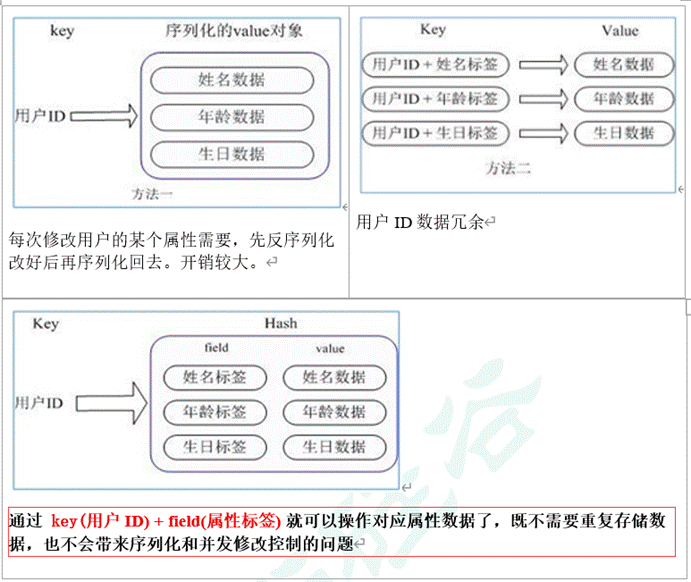 key 序列化的value对象
用户ID
姓名数据
年龄数据
生日数据
方法一
每次修改用户的某个属性需要，先反序列化
改好后再序列化回去。开销较大。
Key Value
用户ID + 姓名标签 姓名数据
用户ID + 年龄标签 年龄数据
用户ID + 生日标签 生日数据
方法二
用户 ID 数据冗余
Key Hash
field value
用户ID
姓名标签 姓名数据
年龄标签 年龄数据
生日标签 生日数据
通过 key(用户 ID) + field(属性标签) 就可以操作对应属性数据了，既不需要重复存储数
据，也不会带来序列化和并发修改控制的问题